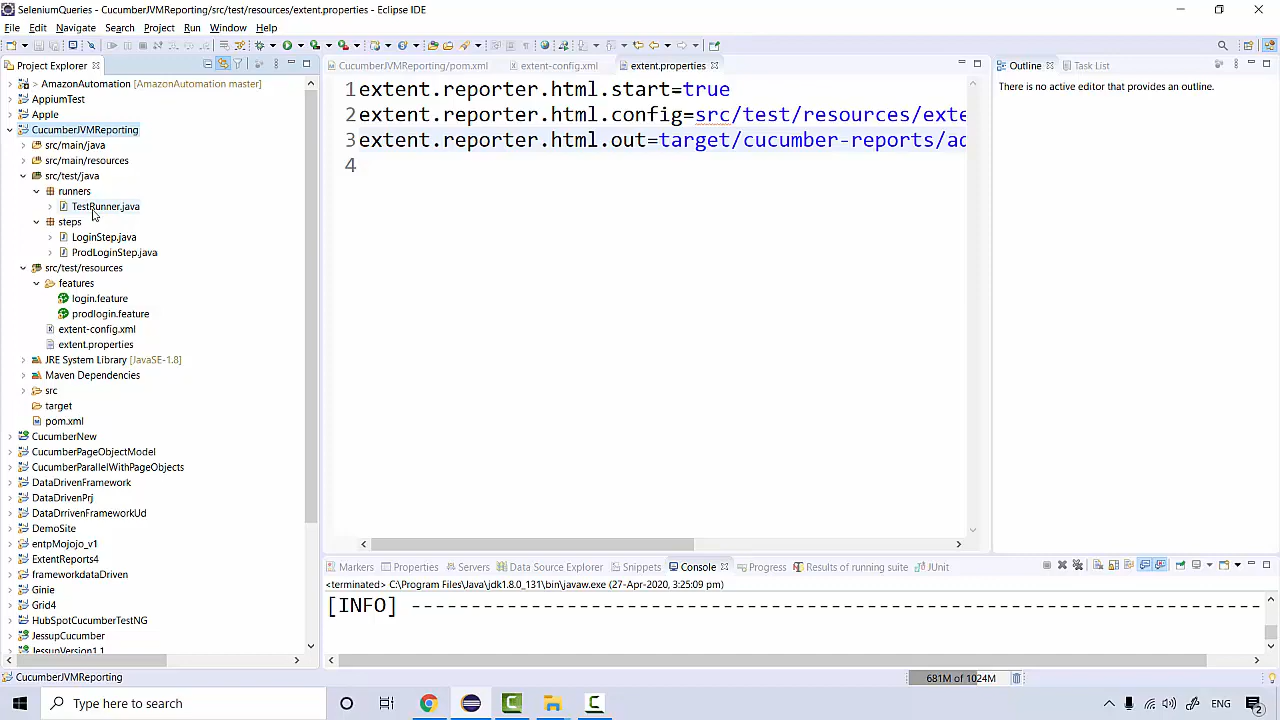 SeleniumQueries - CucumberJVMReporting/src/test/resources/extent.properties - Eclipse IDE
File Edit Navigate Search Project Run Window Help
Project Explorer
> AmazonAutomation [AmazonAutomation master]
AppiumTest
Apple
CucumberJVMReporting
src/main/java
src/main/resources
src/test/java
runners
TestRunner.java
steps
LoginStep.java
ProdLoginStep.java
src/test/resources
features
login.feature
prodlogin.feature
extent-config.xml
extent.properties
JRE System Library [JavaSE-1.8]
Maven Dependencies
src
target
pom.xml
CucumberNew
CucumberPageObjectModel
CucumberParallelWithPageObjects
DataDrivenFramework
DataDrivenPrj
DataDrrivenFrameworkUd
DemoSite
entpMojojo_v1
ExtentReports4
frameworkdataDriven
Ginie
Grid4
HubSpotCucumberTestNG
JessupCucumber
JessupVersion1.1
CucumberJVMReporting/pom.xml extent-config.xml extent.properties
1extent.reporter.html.start=true
2extent.reporter.html.config=src/test/resources/exte
3extent.reporter.html.out=target/cucumber-reports/ad
4
Outline Task List
There is no active editor that provides an outline.
Markers Properties Servers Data Source Explorer Snippets Console Progress Results of running suite JUnit
<terminated> C:\Program Files\Java\jdk1.8.0_131\bin\javaw.exe (27-Apr-2020, 3:25:09 pm)
[INFO] ------------------------------------------------------------------------
CucumberJVMReporting
681M of 1024M
Type here to search
ENG
11:47
2